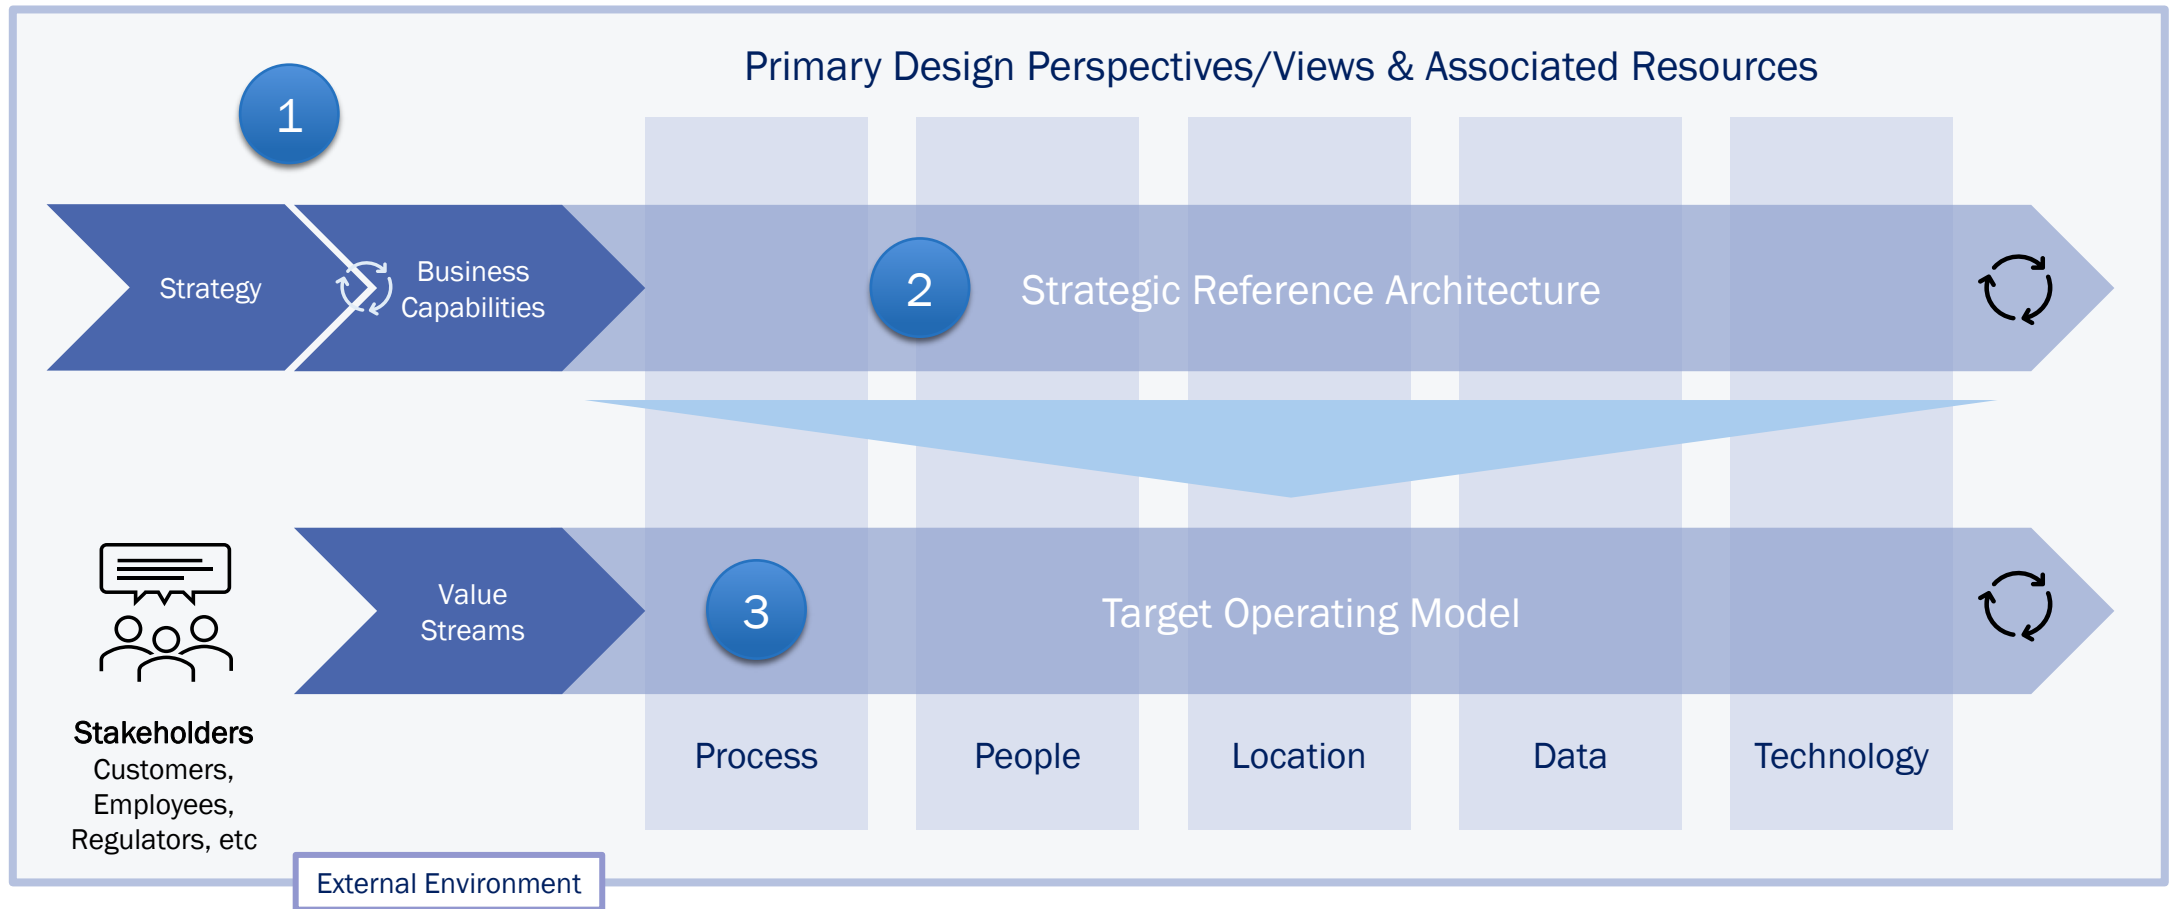 Primary Design Perspectives/Views & Associated Resources
1
Strategy
Business
Capabilities
2
Strategic Reference Architecture
Value
Streams
3
Target Operating Model
Stakeholders
Customers,
Employees,
Regulators, etc
Process
People
Location
Data
Technology
External Environment